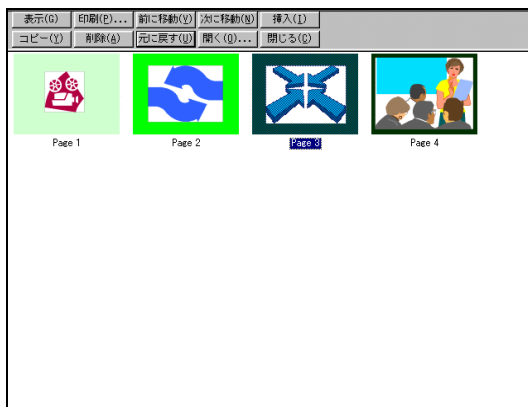 表示(G) 印刷(P)... 前に移動(Y) 次に移動(N) 挿入(I)
コピー(Y) 削除(A) 元に戻す(U) 開く(O)... 閉じる(C)
Page 1 Page 2 Page 3 Page 4